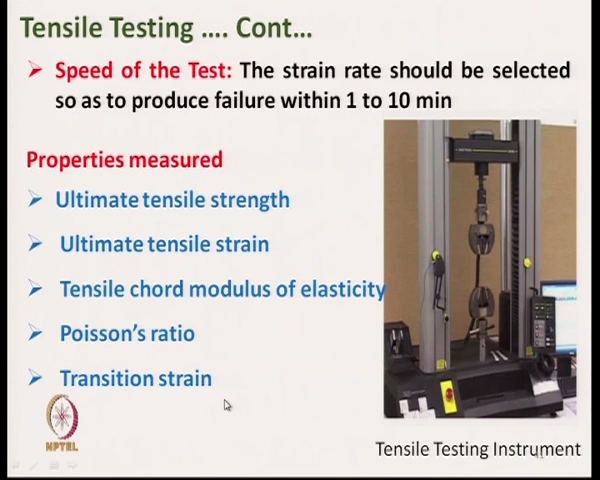 Tensile Testing .... Cont...
➢ Speed of the Test: The strain rate should be selected
so as to produce failure within 1 to 10 min
Properties measured
➢ Ultimate tensile strength
➢ Ultimate tensile strain
➢ Tensile chord modulus of elasticity
➢ Poisson's ratio
➢ Transition strain
NPTEL
Tensile Testing Instrument